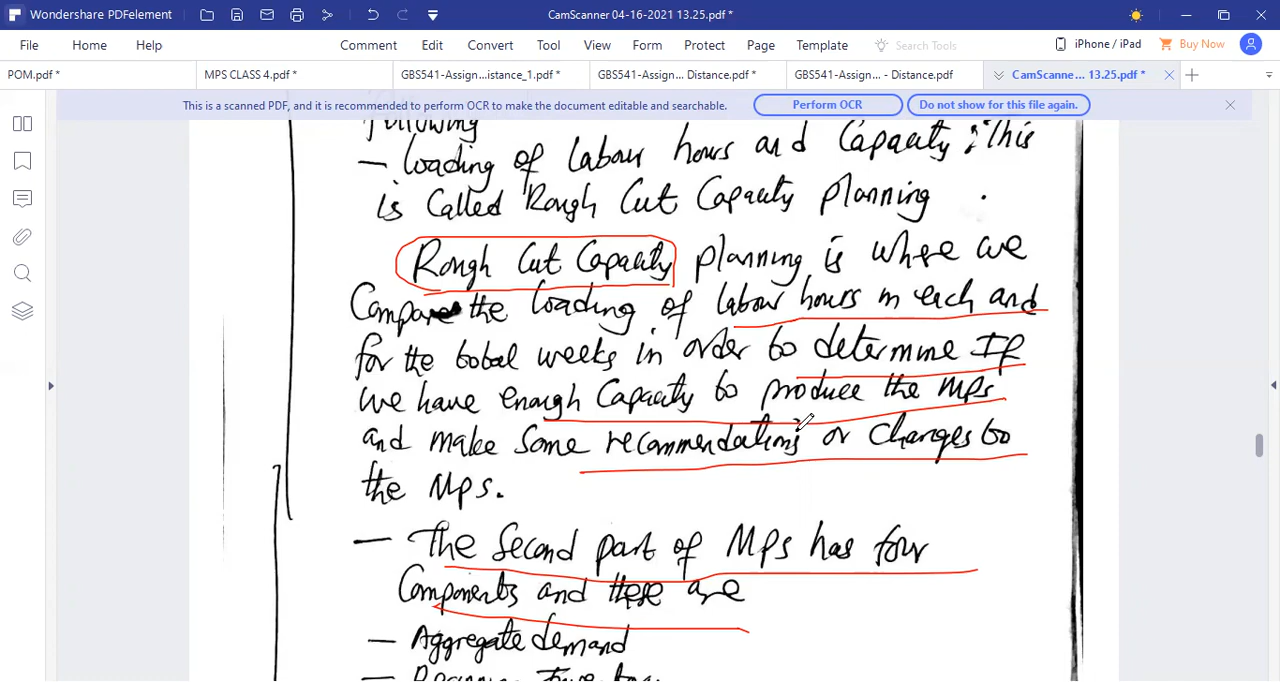 Wondershare PDFelement
CamScanner 04-16-2021 13.25.pdf *
File Home Help Comment Edit Convert Tool View Form Protect Page Template Search Tools iPhone / iPad Buy Now
POM.pdf * MPS CLASS 4.pdf * GBS541-Assign...istance_1.pdf * GBS541-Assign... Distance.pdf * GBS541-Assign... - Distance.pdf CamScanne... 13.25.pdf *
This is a scanned PDF, and it is recommended to perform OCR to make the document editable and searchable. Perform OCR Do not show for this file again.
following
- loading of labour hours and Capacity; This
is Called Rough Cut Capacity planning .
Rough Cut Capacity planning is where we
Compare the loading of labour hours in each and
for the total weeks in order to determine If
we have enough Capacity to produce the MPS
and make Some recommendations or Changes to
the MPS.
- The Second part of MPS has four
Components and these are
- Aggregate demand